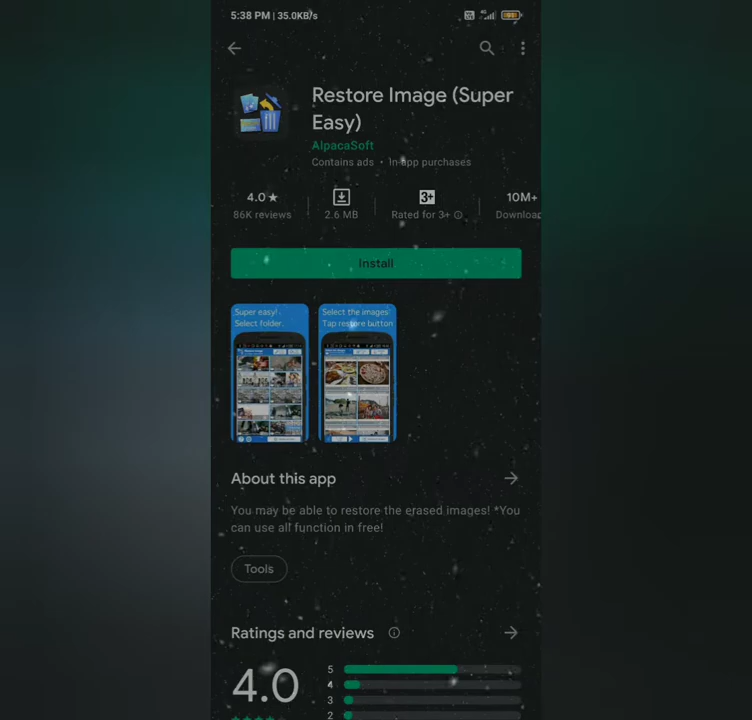 5:38 PM | 35.0KB/s
4G
Restore Image (Super
Easy)
AlpacaSoft
Contains ads • In-app purchases
4.0★
86K reviews
2.6 MB
3+
Rated for 3+
10M+
Download
Install
Super easy!
Select folder.
Select the images
Tap restore button
About this app
You may be able to restore the erased images! *You
can use all function in free!
Tools
Ratings and reviews
4.0
5
4
3
2